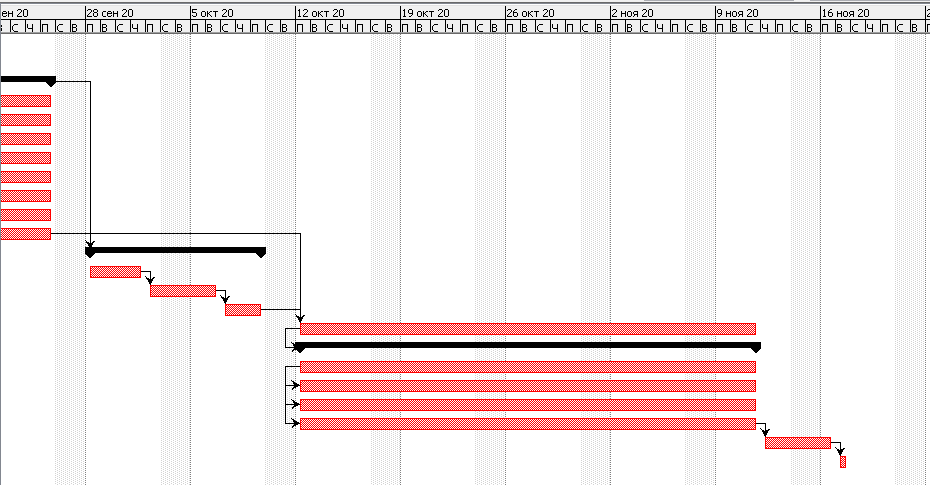 ен 20 28 сен 20 5 окт 20 12 окт 20 19 окт 20 26 окт 20 2 ноя 20 9 ноя 20 16 ноя 20 2
В С Ч П С В П В С Ч П С В П В С Ч П С В П В С Ч П С В П В С Ч П С В П В С Ч П С В П В С Ч П С В П В С Ч П С В П В С Ч П С В П